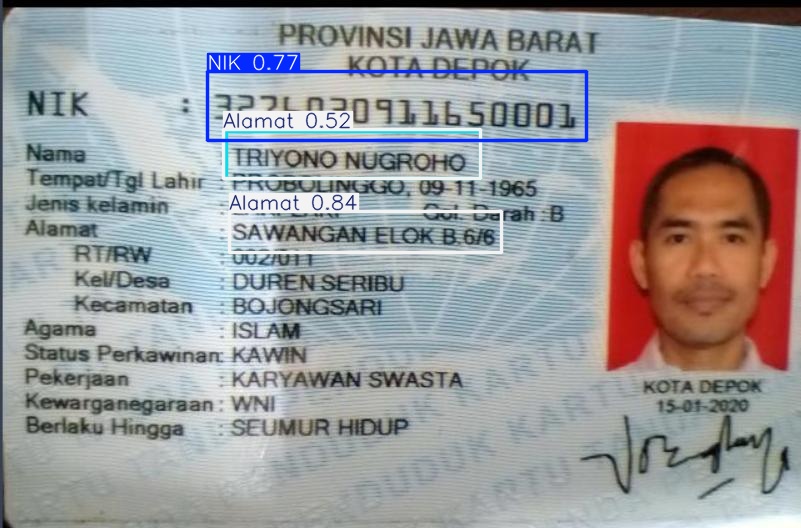 PROVINSI JAWA BARAT
KOTA DEPOK
NIK 0.77
NIK :
Alamat 0.52
Nama : TRIYONO NUGROHO
Tempat/Tgl Lahir : PROBOLINGGO, 09-11-1965
Alamat 0.84
Jenis kelamin : Gol. Darah :B
Alamat : SAWANGAN ELOK B.6/6
RT/RW : 002/011
Kel/Desa : DUREN SERIBU
Kecamatan : BOJONGSARI
Agama : ISLAM
Status Perkawinan: KAWIN
Pekerjaan : KARYAWAN SWASTA
Kewarganegaraan : WNI
Berlaku Hingga : SEUMUR HIDUP
KOTA DEPOK
15-01-2020